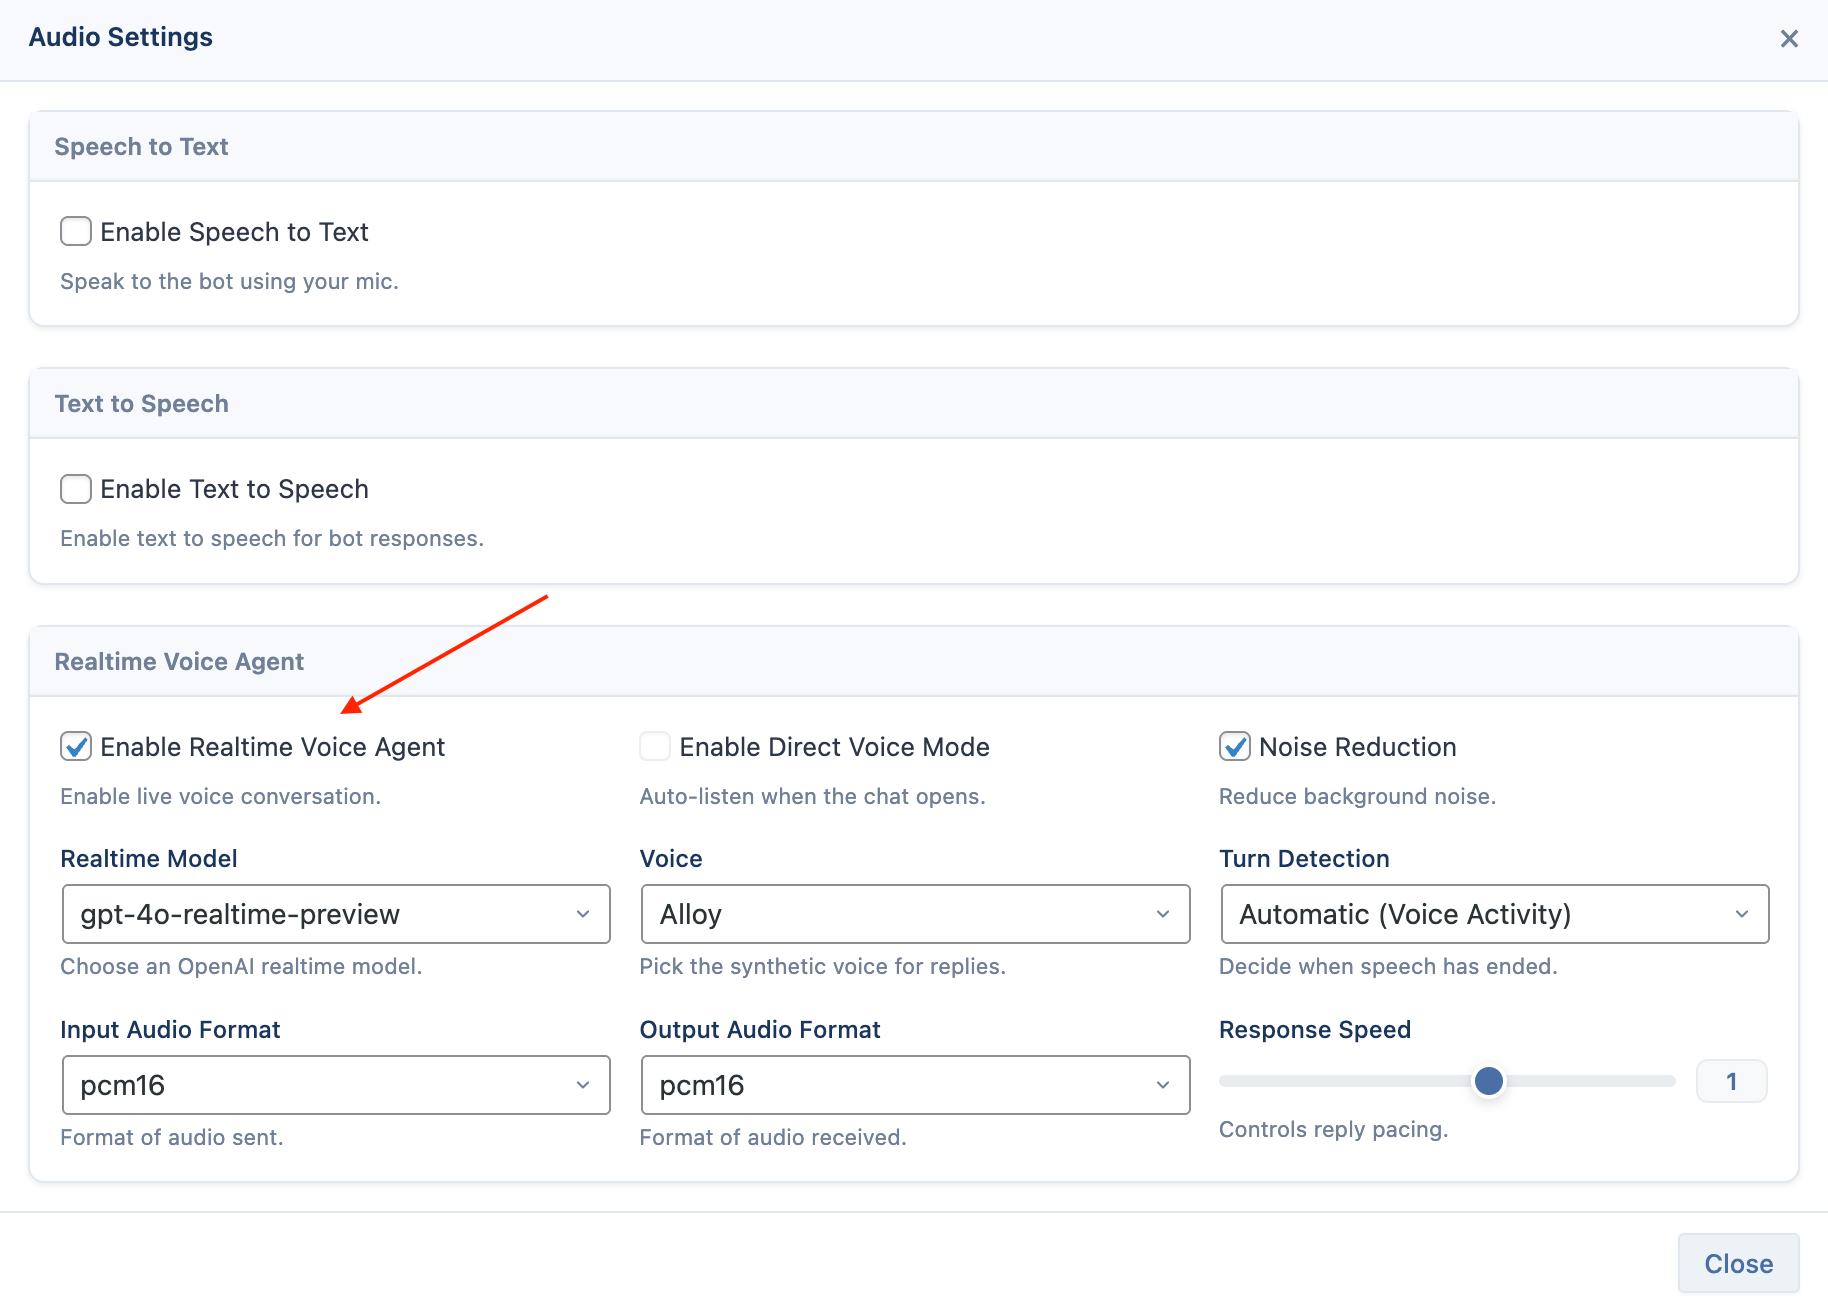 Audio Settings
Speech to Text
Enable Speech to Text
Speak to the bot using your mic.
Text to Speech
Enable Text to Speech
Enable text to speech for bot responses.
Realtime Voice Agent
Enable Realtime Voice Agent
Enable live voice conversation.
Enable Direct Voice Mode
Auto-listen when the chat opens.
Noise Reduction
Reduce background noise.
Realtime Model
gpt-4o-realtime-preview
Choose an OpenAI realtime model.
Voice
Alloy
Pick the synthetic voice for replies.
Turn Detection
Automatic (Voice Activity)
Decide when speech has ended.
Input Audio Format
pcm16
Format of audio sent.
Output Audio Format
pcm16
Format of audio received.
Response Speed
1
Controls reply pacing.
Close